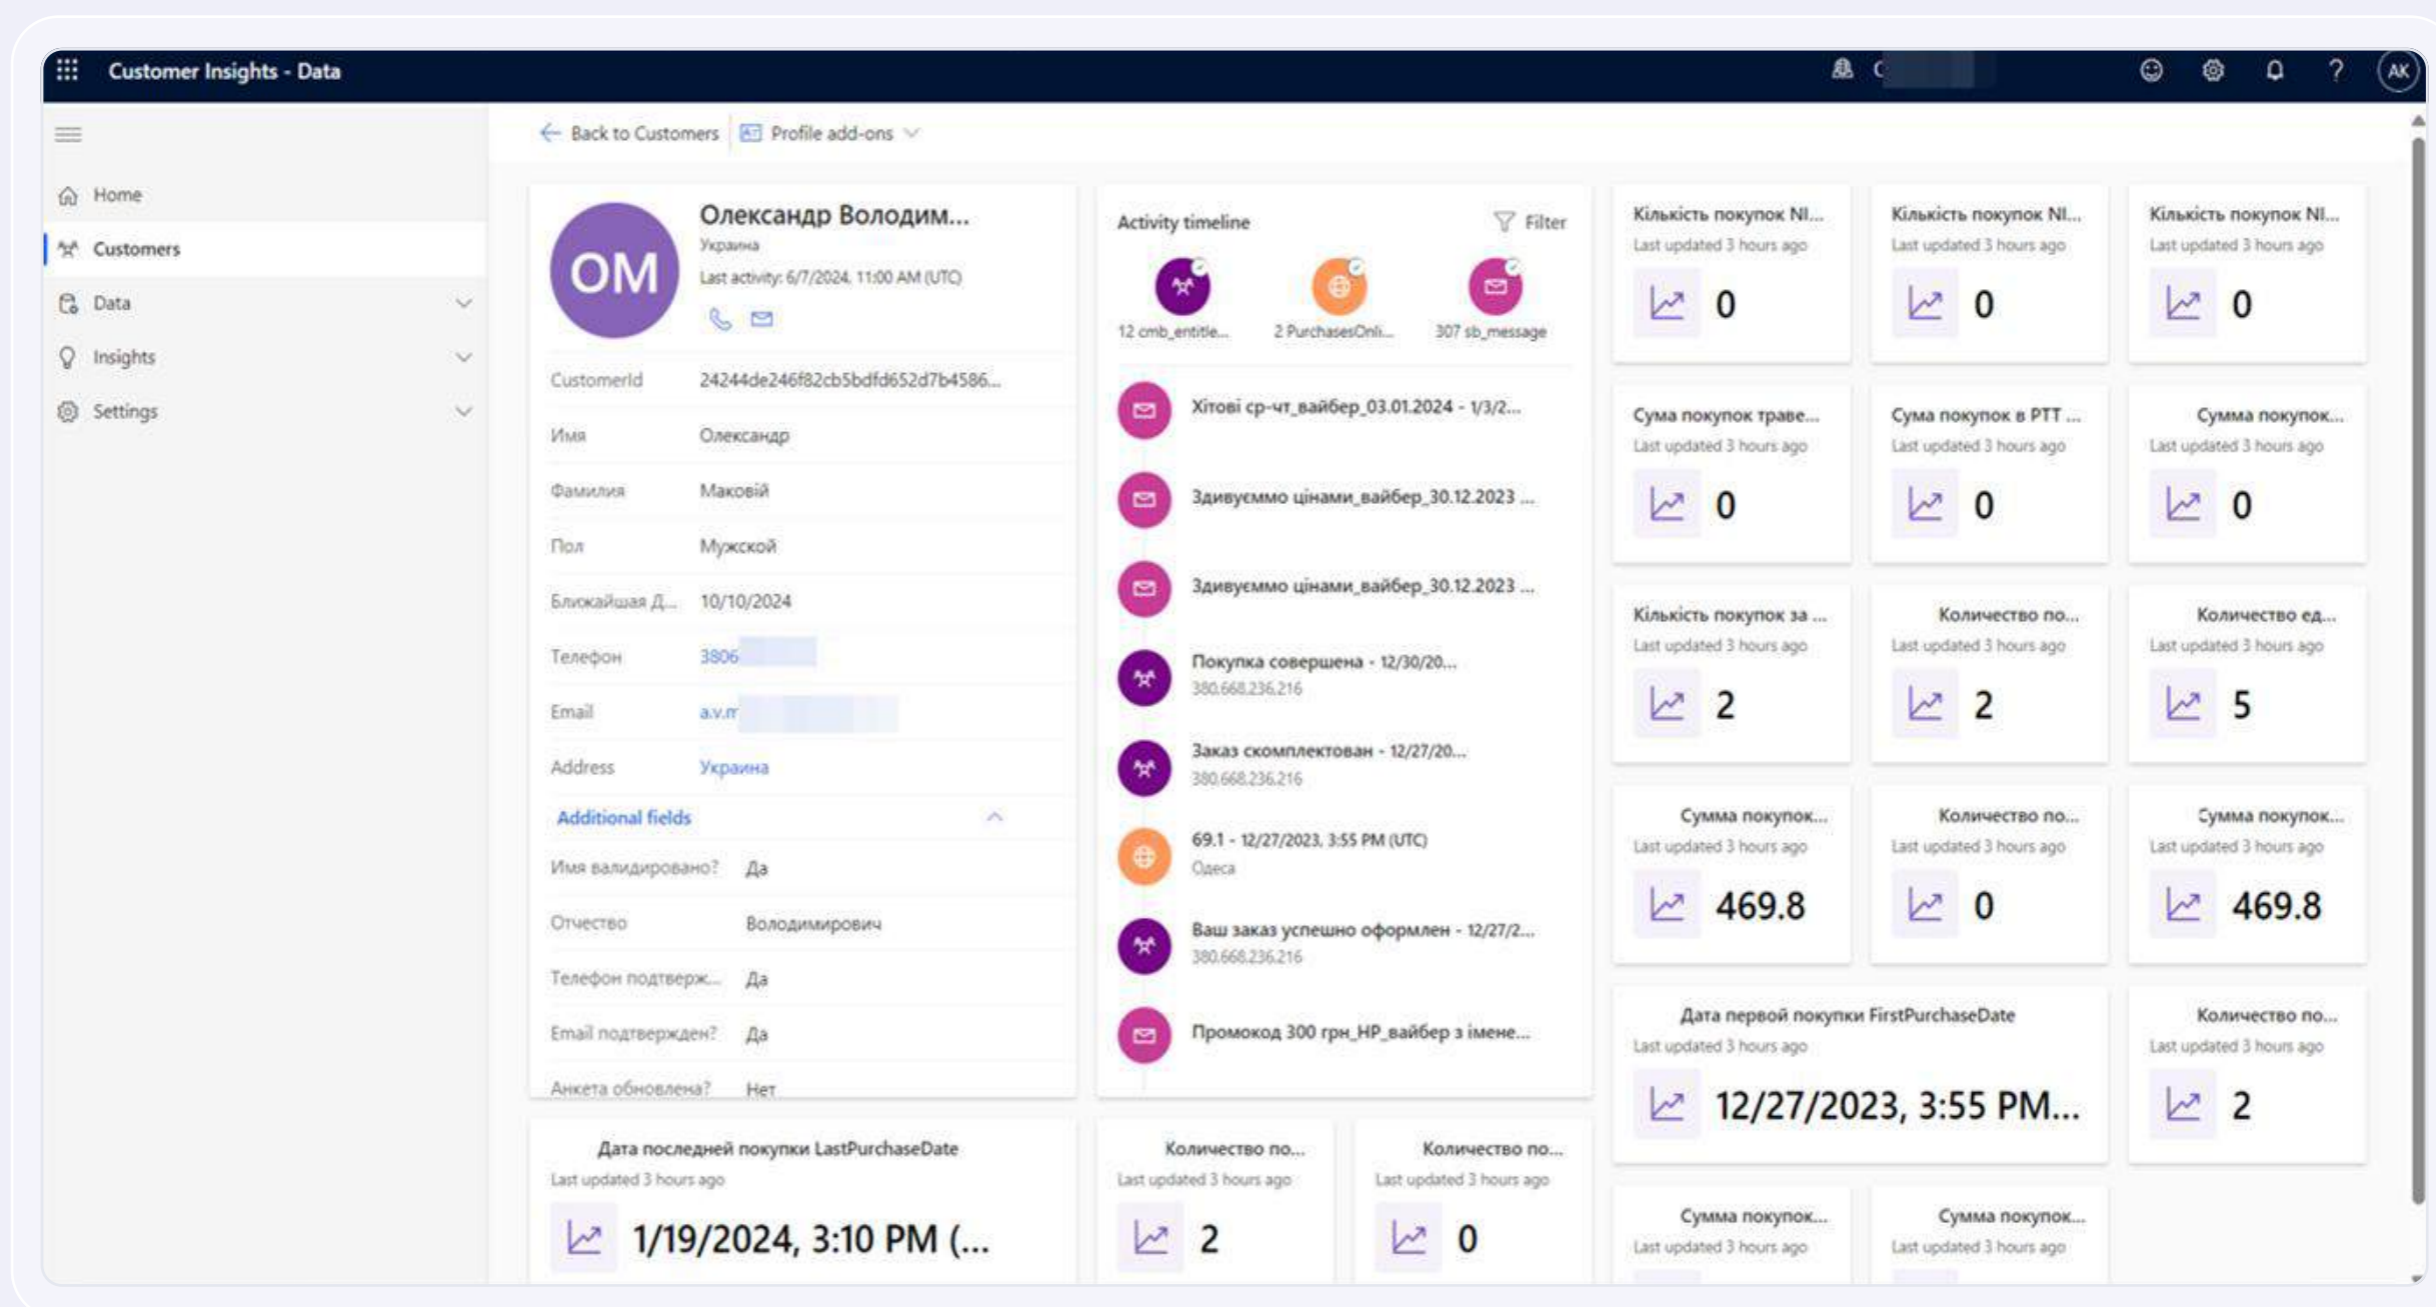 Customer Insights - Data
C
?
AK
Home
Customers
Data
Insights
Settings
Back to Customers
Profile add-ons
OM
Олександр Володим...
Украина
Last activity: 6/7/2024, 11:00 AM (UTC)
CustomerId 24244de246f82cb5bdfd652d7b4586...
Имя Олександр
Фамилия Маковій
Пол Мужской
Ближайшая Д... 10/10/2024
Телефон 3806
Email a.v.m
Address Украина
Additional fields
Имя валидировано? Да
Отчество Володимирович
Телефон подтверж... Да
Email подтвержден? Да
Анкета обновлена? Нет
Activity timeline
Filter
12 cmb_entitle...
2 PurchasesOnli...
307 sb_message
Хітові ср-чт_вайбер_03.01.2024 - 1/3/2...
Здивуєммо цінами_вайбер_30.12.2023 ...
Здивуєммо цінами_вайбер_30.12.2023 ...
Покупка совершена - 12/30/20...
380.668.236.216
Заказ скомплектован - 12/27/20...
380.668.236.216
69.1 - 12/27/2023, 3:55 PM (UTC)
Одеса
Ваш заказ успешно оформлен - 12/27/2...
380.668.236.216
Промокод 300 грн_НР_вайбер з імене...
Кількість покупок NI...
Last updated 3 hours ago
0
Кількість покупок NI...
Last updated 3 hours ago
0
Кількість покупок NI...
Last updated 3 hours ago
0
Сума покупок траве...
Last updated 3 hours ago
0
Сума покупок в РТТ ...
Last updated 3 hours ago
0
Сумма покупок...
Last updated 3 hours ago
0
Кількість покупок за ...
Last updated 3 hours ago
2
Количество по...
Last updated 3 hours ago
2
Количество ед...
Last updated 3 hours ago
5
Сумма покупок...
Last updated 3 hours ago
469.8
Количество по...
Last updated 3 hours ago
0
Сумма покупок...
Last updated 3 hours ago
469.8
Дата первой покупки FirstPurchaseDate
Last updated 3 hours ago
12/27/2023, 3:55 PM...
Количество по...
Last updated 3 hours ago
2
Дата последней покупки LastPurchaseDate
Last updated 3 hours ago
1/19/2024, 3:10 PM (...
Количество по...
Last updated 3 hours ago
2
Количество по...
Last updated 3 hours ago
0
Сумма покупок...
Last updated 3 hours ago
Сумма покупок...
Last updated 3 hours ago